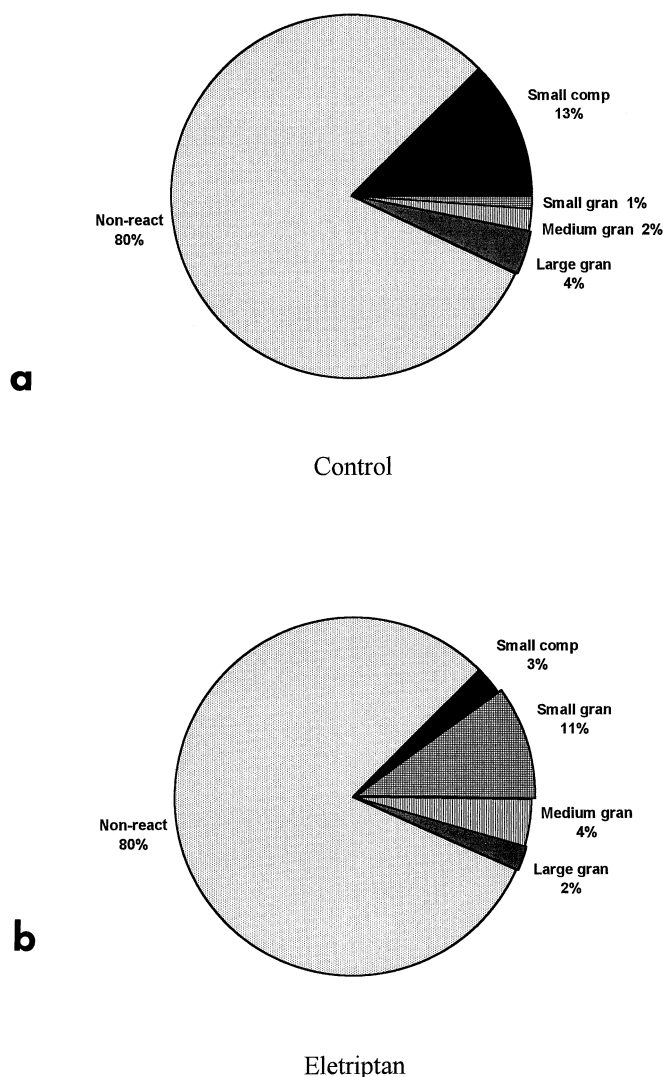 Small comp
13%
Small gran 1%
Medium gran 2%
Large gran
4%
Non-react
80%
a
Control
Small comp
3%
Small gran
11%
Medium gran
4%
Large gran
2%
Non-react
80%
b
Eletriptan